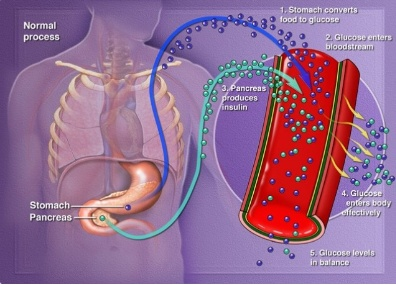 Normal
process
1. Stomach converts
food to glucose
2. Glucose enters
bloodstream
3. Pancreas
produces
insulin
Stomach
Pancreas
4. Glucose
enters body
effectively
5. Glucose levels
in balance